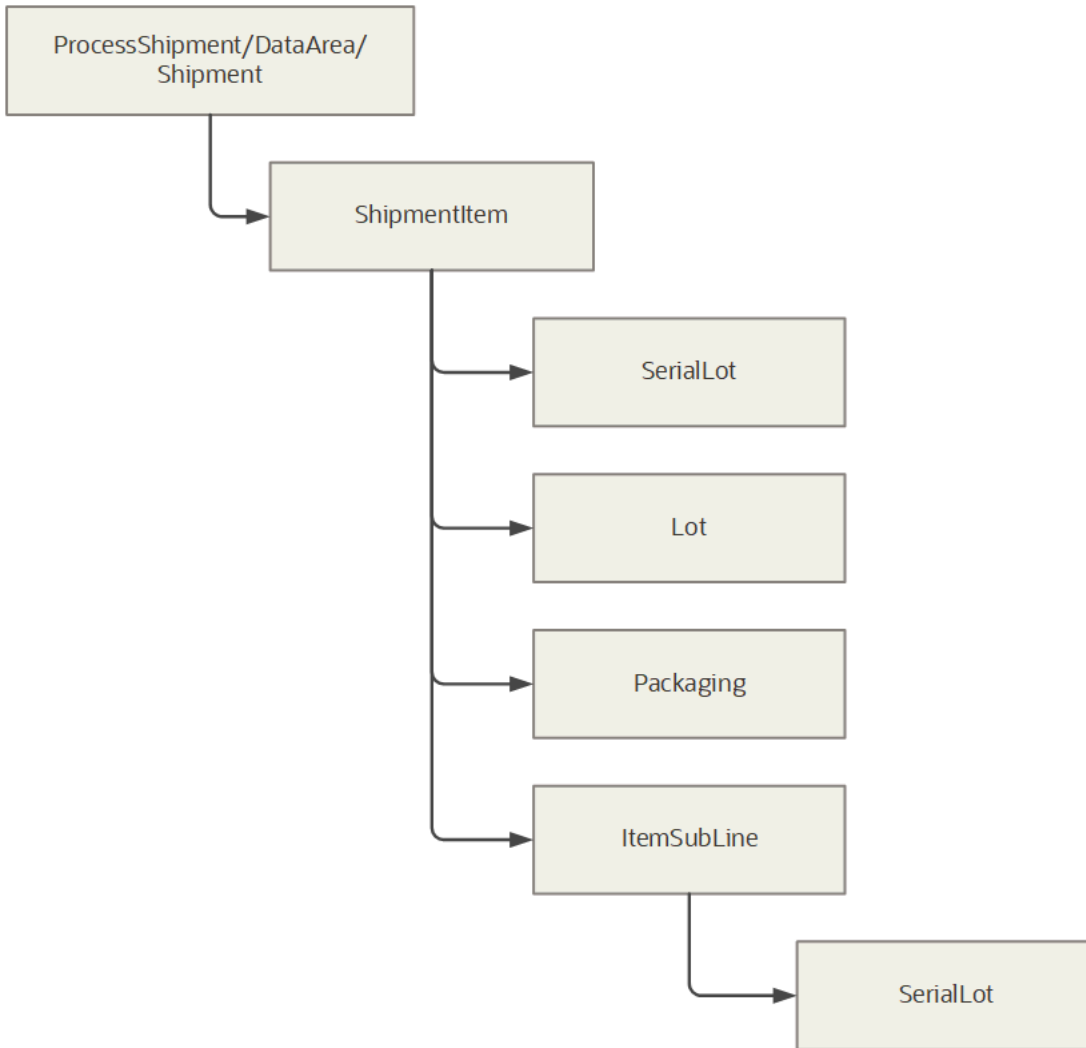 ProcessShipment/DataArea/
Shipment
ShipmentItem
SerialLot
Lot
Packaging
ItemSubLine
SerialLot